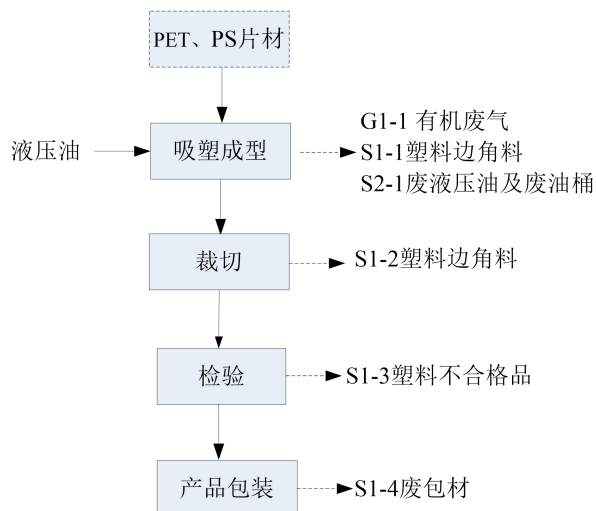 PET、PS片材
G1-1 有机废气
液压油
吸塑成型
S1-1塑料边角料
S2-1废液压油及废油桶
裁切
S1-2塑料边角料
检验
S1-3塑料不合格品
产品包装
S1-4废包材